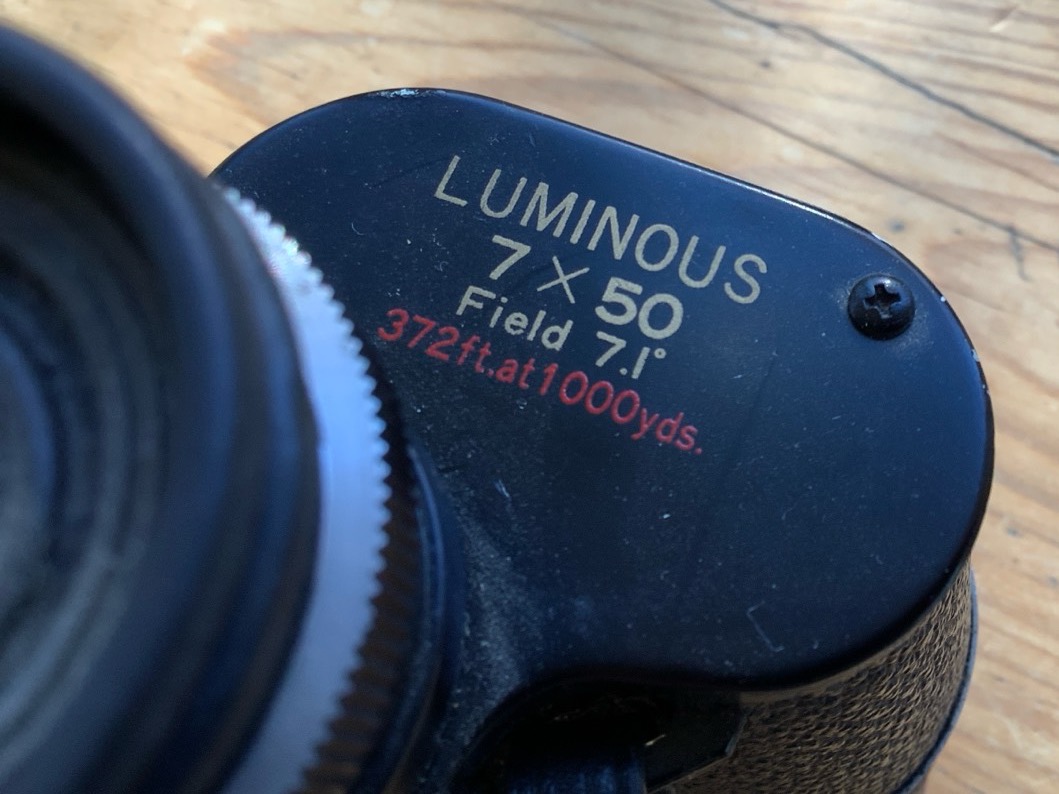 LUMINOUS
7 × 50
Field 7.1°
372ft.at1000yds.